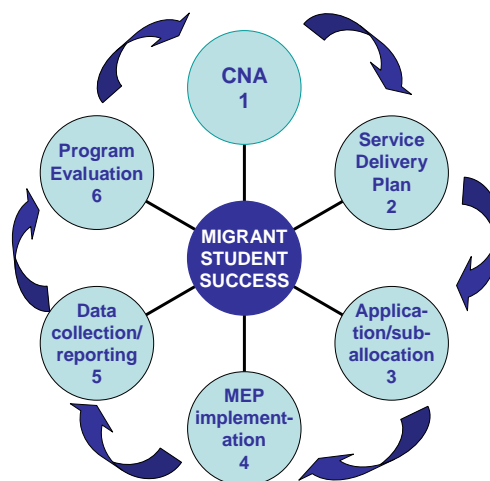 CNA
1
Service
Delivery
Plan
2
Applica-
tion/sub-
allocation
3
MEP
implement-
ation
4
Data
collection/
reporting
5
Program
Evaluation
6
MIGRANT
STUDENT
SUCCESS